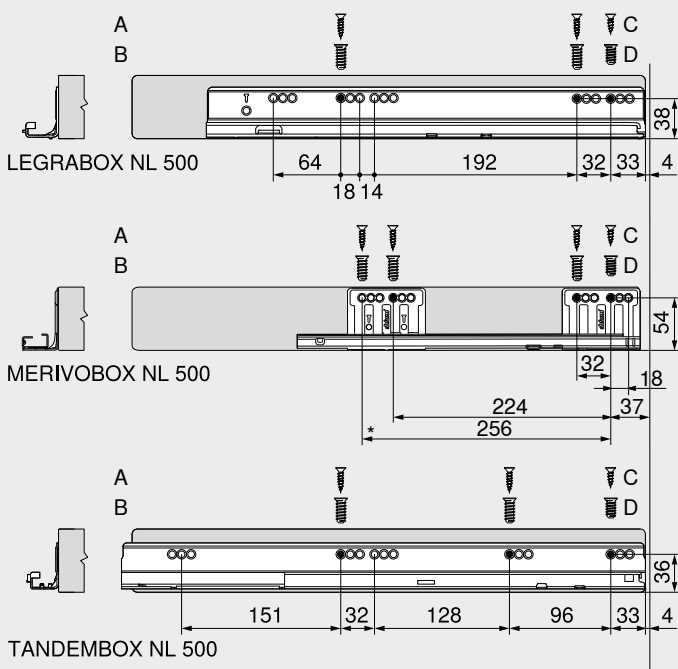 A C
B D
38
LEGRABOX NL 500
64 192 32 33 4
18 14
A C
B D
54
MERIVOBOX NL 500
32
18
224 37
* 256
A C
B D
36
151 32 128 96 33 4
TANDEMBOX NL 500